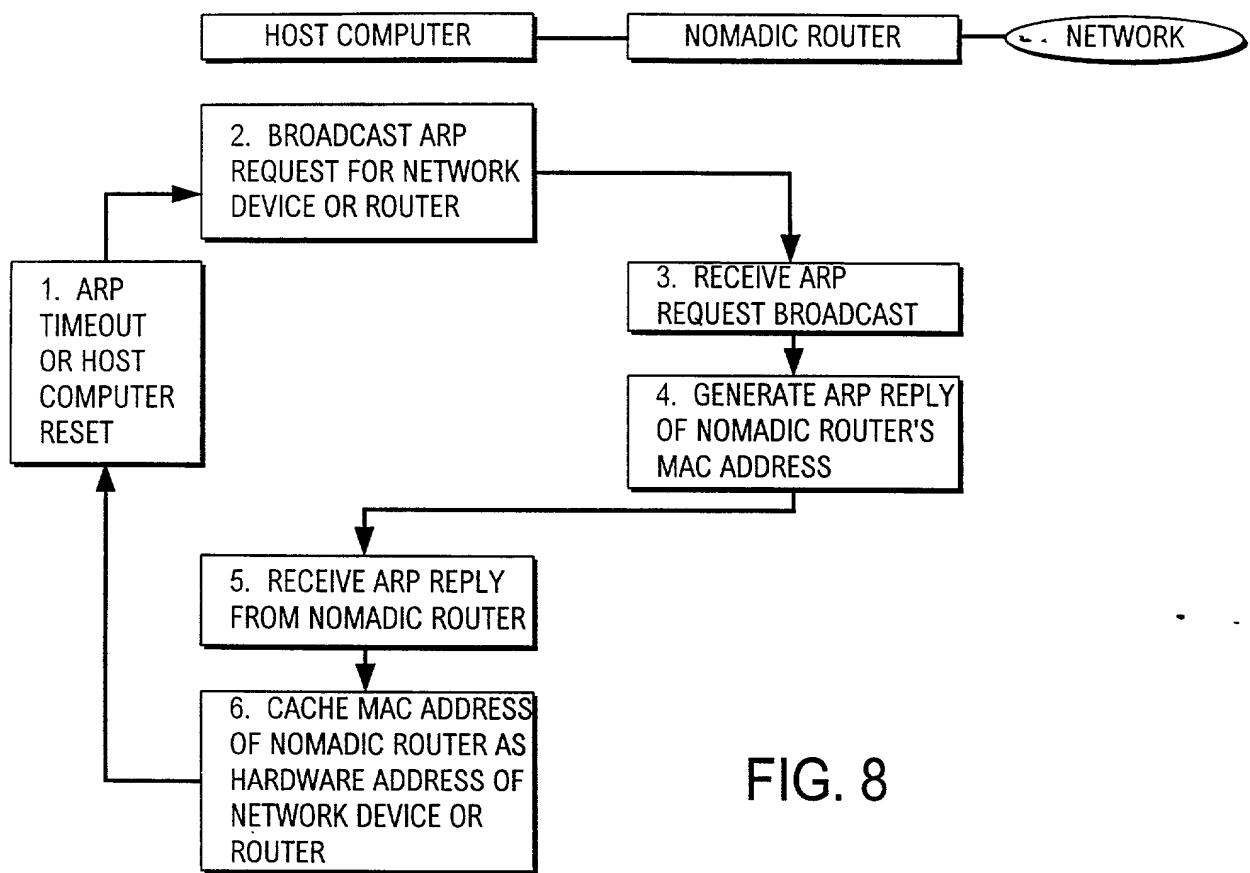 HOST COMPUTER
NOMADIC ROUTER
NETWORK
2. BROADCAST ARP
REQUEST FOR NETWORK
DEVICE OR ROUTER
1. ARP
TIMEOUT
OR HOST
COMPUTER
RESET
3. RECEIVE ARP
REQUEST BROADCAST
4. GENERATE ARP REPLY
OF NOMADIC ROUTER'S
MAC ADDRESS
5. RECEIVE ARP REPLY
FROM NOMADIC ROUTER
6. CACHE MAC ADDRESS
OF NOMADIC ROUTER AS
HARDWARE ADDRESS OF
NETWORK DEVICE OR
ROUTER
FIG. 8